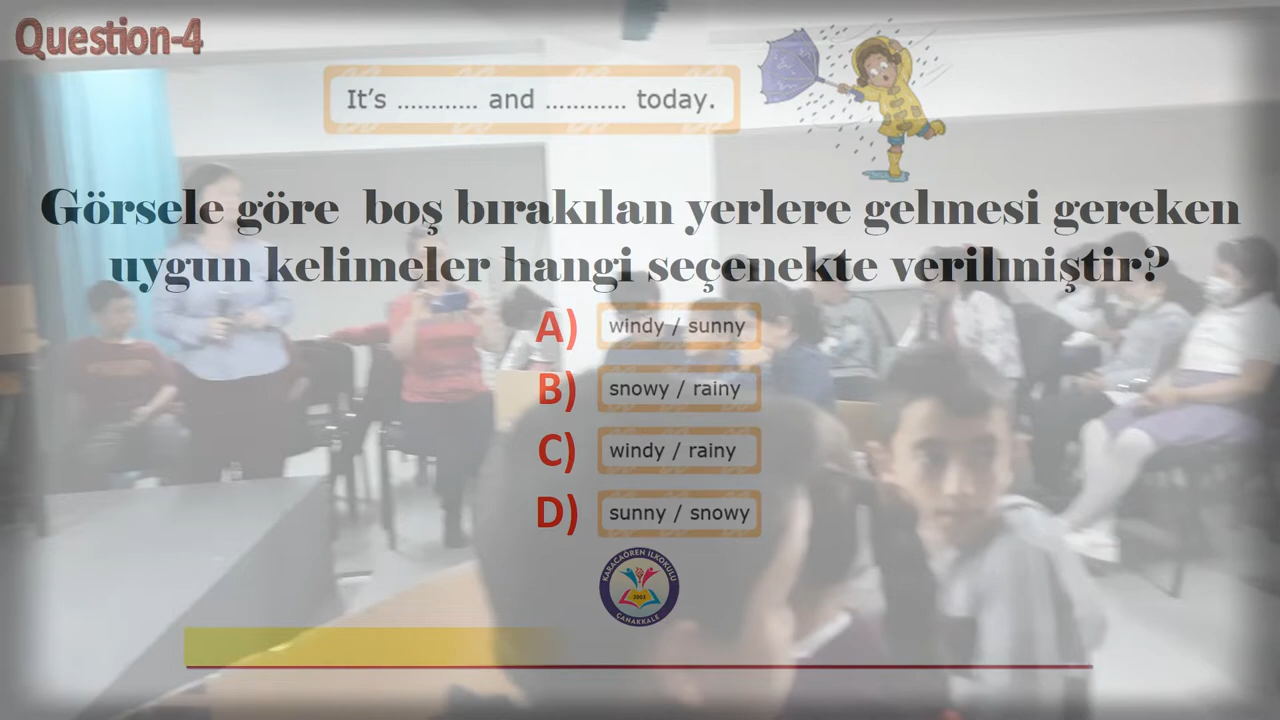 Question-4
It's ............ and ............ today.
Görsele göre boş bırakılan yerlere gelmesi gereken
uygun kelimeler hangi seçenekte verilmiştir?
A) windy / sunny
B) snowy / rainy
C) windy / rainy
D) sunny / snowy
KARACAÖREN İLKOKULU
2003
ÇANAKKALE